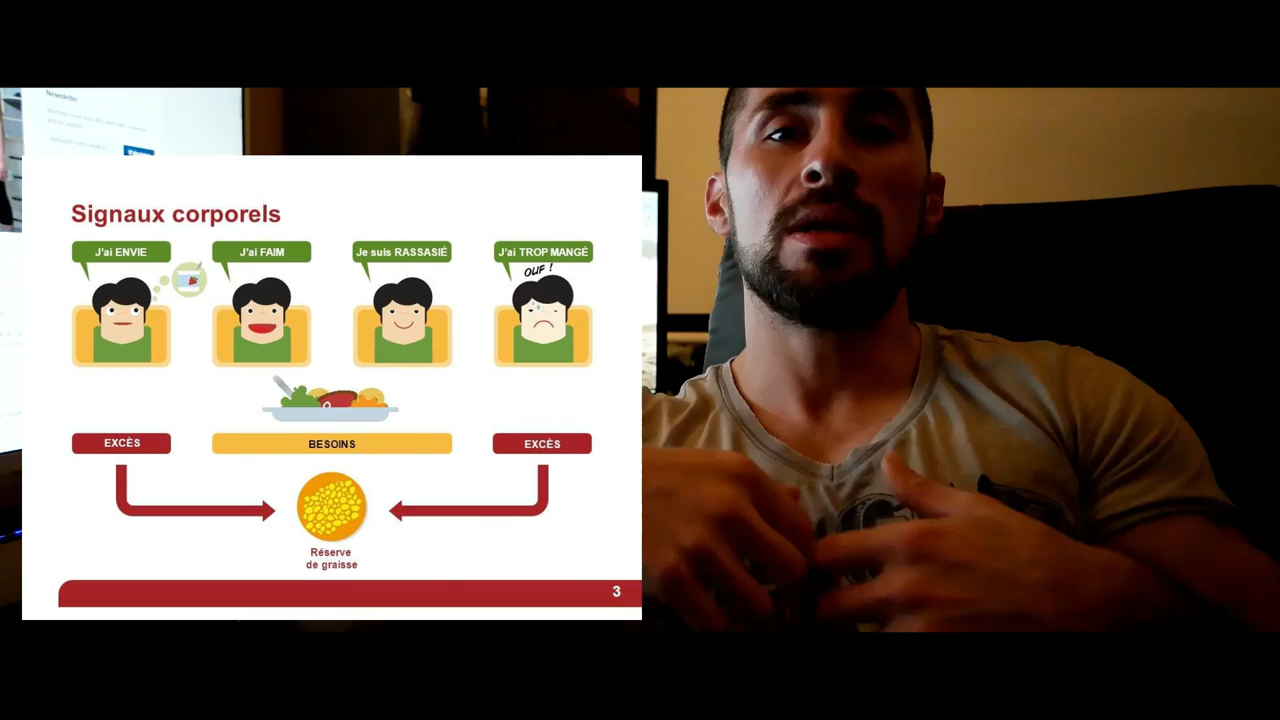 Newsletter
Signaux corporels
J'ai ENVIE
J'ai FAIM
Je suis RASSASIÉ
J'ai TROP MANGÉ
OUF !
EXCÈS
BESOINS
EXCÈS
Réserve
de graisse
3